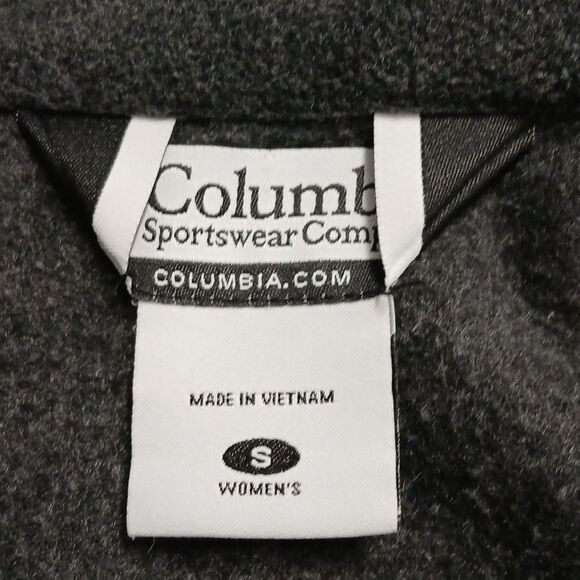 Columb
Sportswear Comp
COLUMBIA.COM
MADE IN VIETNAM
S
WOMEN'S